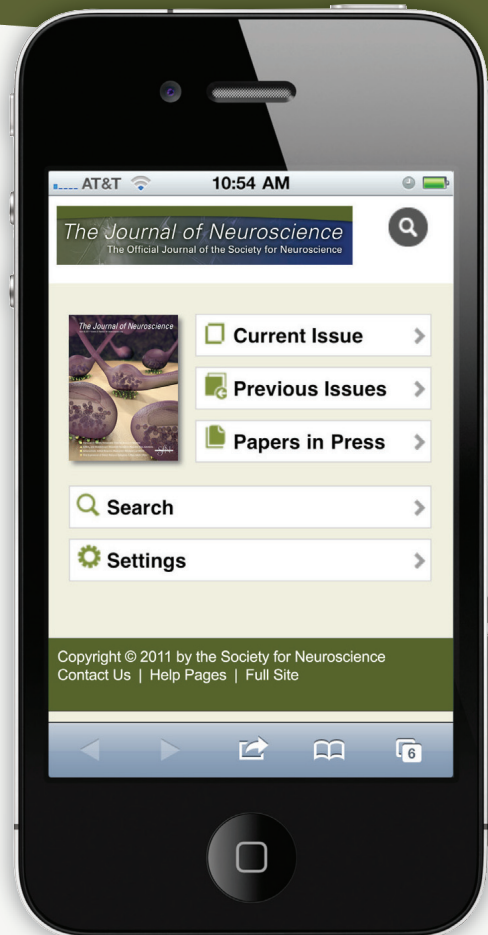 AT&T
10:54 AM
The Journal of Neuroscience
The Official Journal of the Society for Neuroscience
The Journal of Neuroscience
Current Issue
Previous Issues
Papers in Press
Search
Settings
Copyright © 2011 by the Society for Neuroscience
Contact Us | Help Pages | Full Site
6